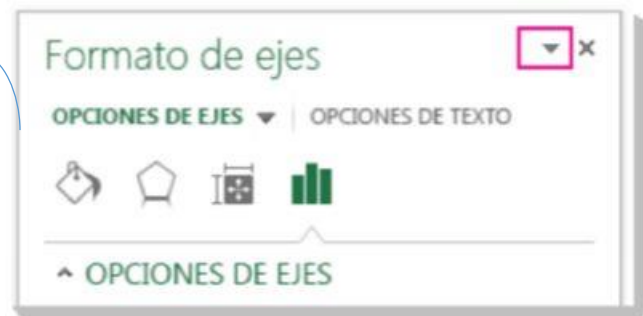 Formato de ejes
OPCIONES DE EJES OPCIONES DE TEXTO
OPCIONES DE EJES